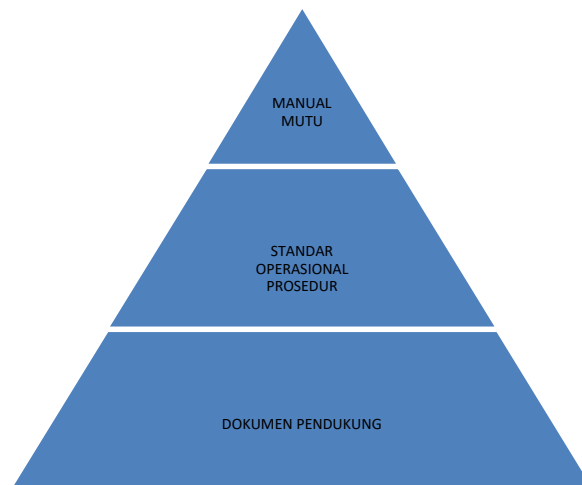 MANUAL
MUTU
STANDAR
OPERASIONAL
PROSEDUR
DOKUMEN PENDUKUNG